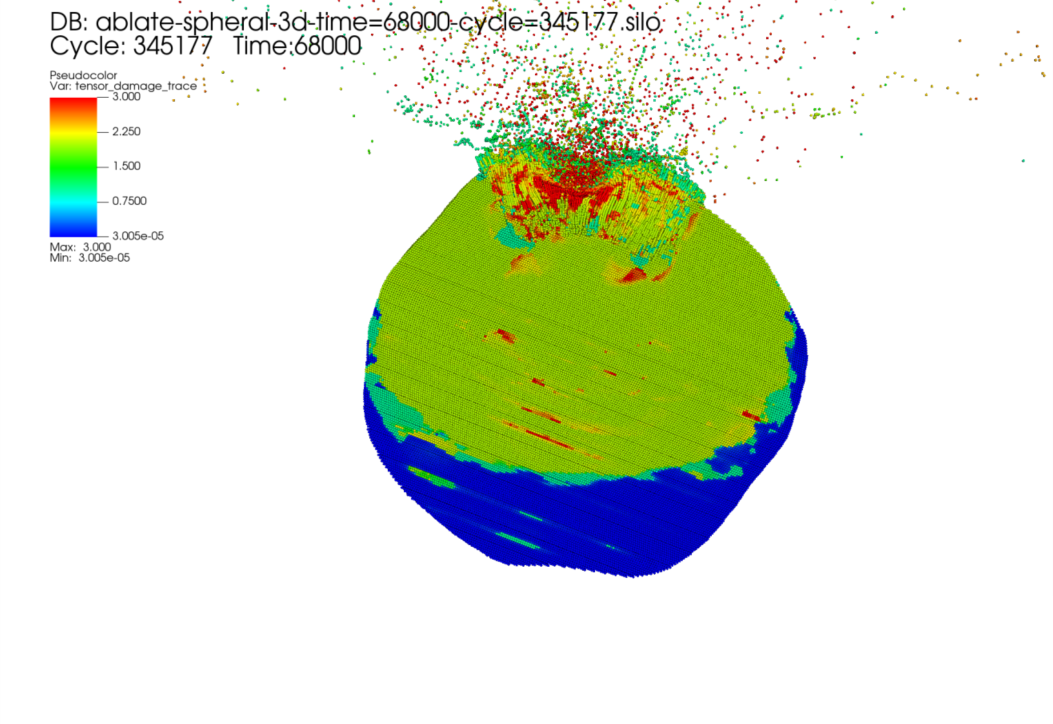 DB: ablate-spheral-3d-time=68000-cycle=345177.silo
Cycle: 345177 Time:68000
Pseudocolor
Var: tensor_damage_trace
3.000
2.250
1.500
0.7500
3.005e-05
Max: 3.000
Min: 3.005e-05